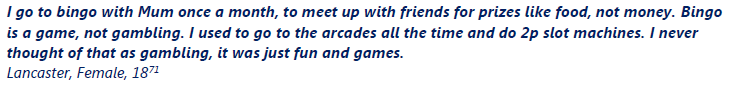 I go to bingo with Mum once a month, to meet up with friends for prizes like food, not money. Bingo
is a game, not gambling. I used to go to the arcades all the time and do 2p slot machines. I never
thought of that as gambling, it was just fun and games.
Lancaster, Female, 18⁷¹